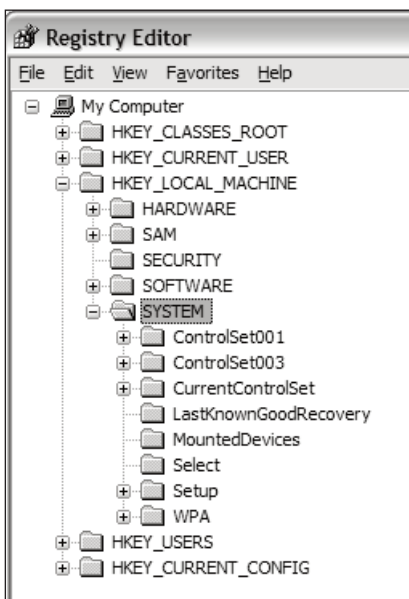 Registry Editor
File Edit View Favorites Help
My Computer
HKEY_CLASSES_ROOT
HKEY_CURRENT_USER
HKEY_LOCAL_MACHINE
HARDWARE
SAM
SECURITY
SOFTWARE
SYSTEM
ControlSet001
ControlSet003
CurrentControlSet
LastKnownGoodRecovery
MountedDevices
Select
Setup
WPA
HKEY_USERS
HKEY_CURRENT_CONFIG